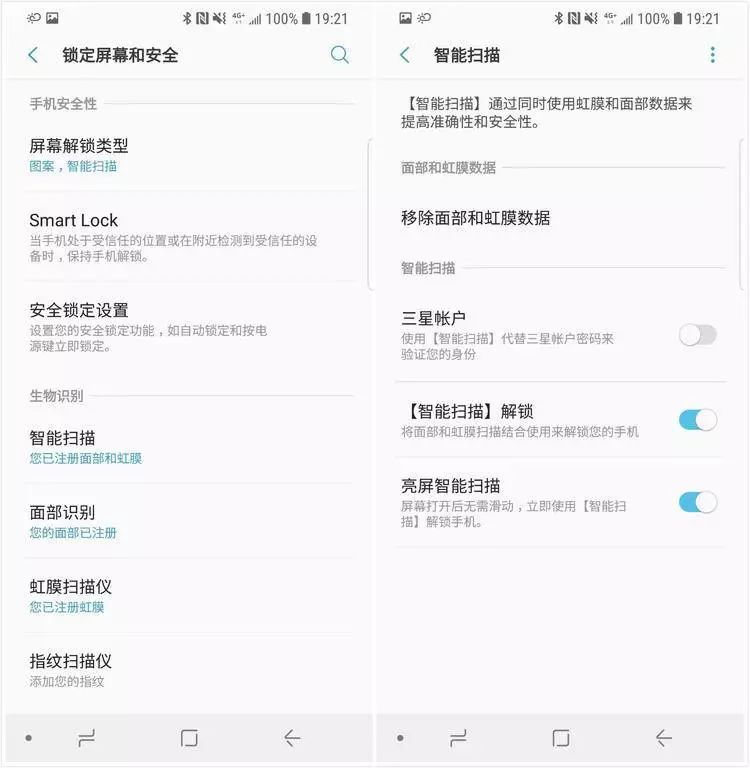 4G+ 100% 19:21
锁定屏幕和安全
手机安全性
屏幕解锁类型
图案，智能扫描
Smart Lock
当手机处于受信任的位置或在附近检测到受信任的设
备时，保持手机解锁。
安全锁定设置
设置您的安全锁定功能，如自动锁定和按电
源键立即锁定。
生物识别
智能扫描
您已注册面部和虹膜
面部识别
您的面部已注册
虹膜扫描仪
您已注册虹膜
指纹扫描仪
添加您的指纹
4G+ 100% 19:21
智能扫描
【智能扫描】通过同时使用虹膜和面部数据来
提高准确性和安全性。
面部和虹膜数据
移除面部和虹膜数据
智能扫描
三星帐户
使用【智能扫描】代替三星帐户密码来
验证您的身份
【智能扫描】解锁
将面部和虹膜扫描结合使用来解锁您的手机
亮屏智能扫描
屏幕打开后无需滑动，立即使用【智能扫
描】解锁手机。